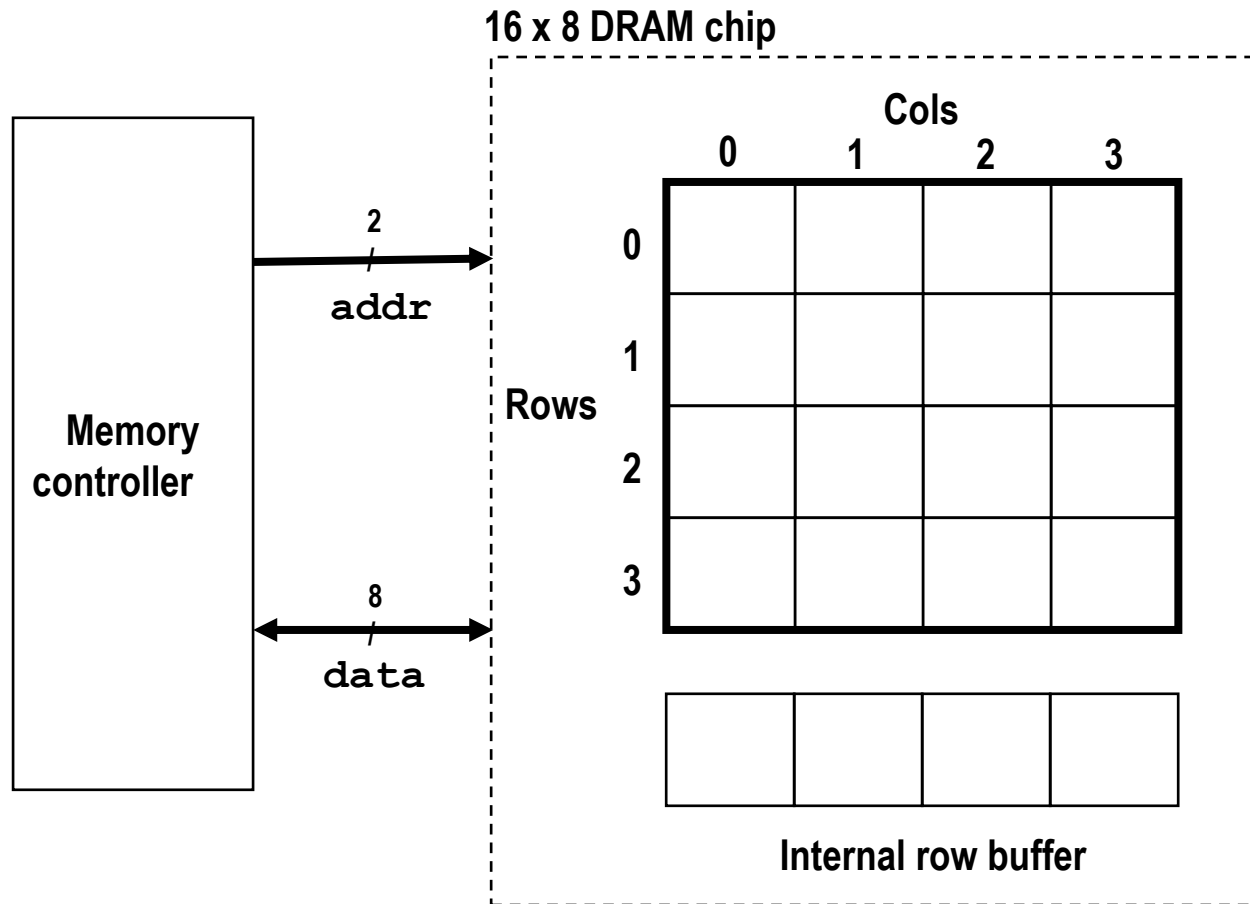 16 x 8 DRAM chip
Cols
0 1 2 3
2
addr
0
1
Rows
2
3
Memory
controller
8
data
Internal row buffer